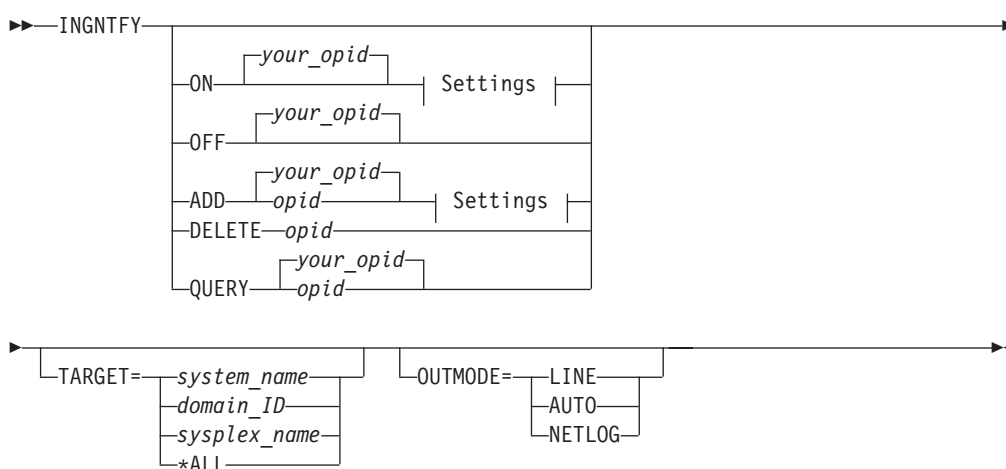 INGNTFY
your_opid
ON Settings
your_opid
OFF
your_opid
ADD opid Settings
DELETE opid
your_opid
QUERY opid
TARGET= system_name OUTMODE= LINE
domain_ID AUTO
sysplex_name NETLOG
*ALL